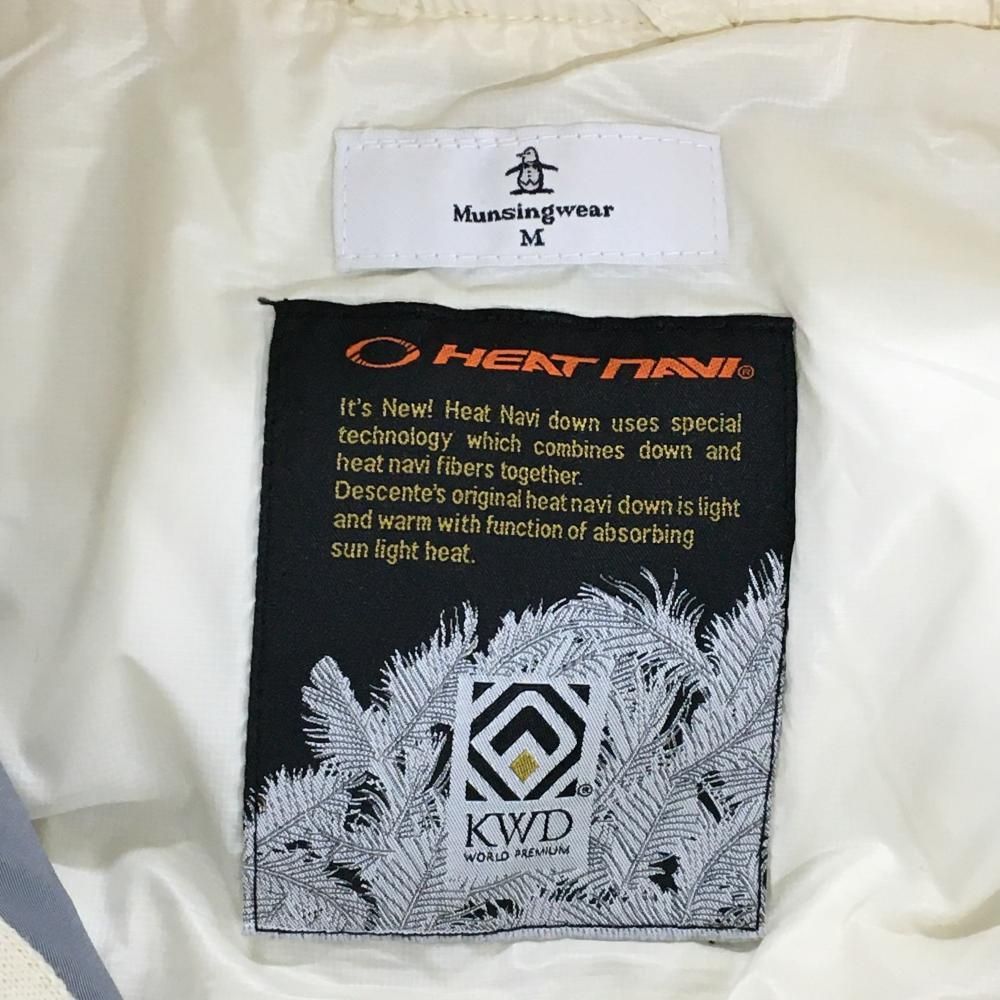 Munsingwear
M
HEAT NAVI®
It's New! Heat Navi down uses special
technology which combines down and
heat navi fibers together.
Descente's original heat navi down is light
and warm with function of absorbing
sun light heat.
®
KWD
WORLD PREMIUM